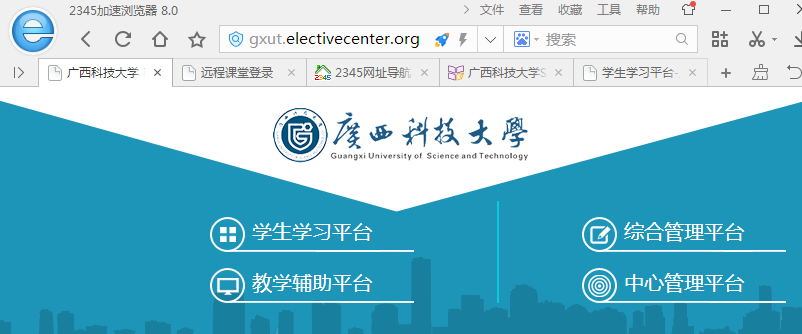 2345加速浏览器 8.0
文件 查看 收藏 工具 帮助
gxut.electivecenter.org
搜索
广西科技大学
远程课堂登录
2345网址导航
广西科技大学S
学生学习平台-
廣西科技大學
Guangxi University of Science and Technology
学生学习平台
综合管理平台
教学辅助平台
中心管理平台